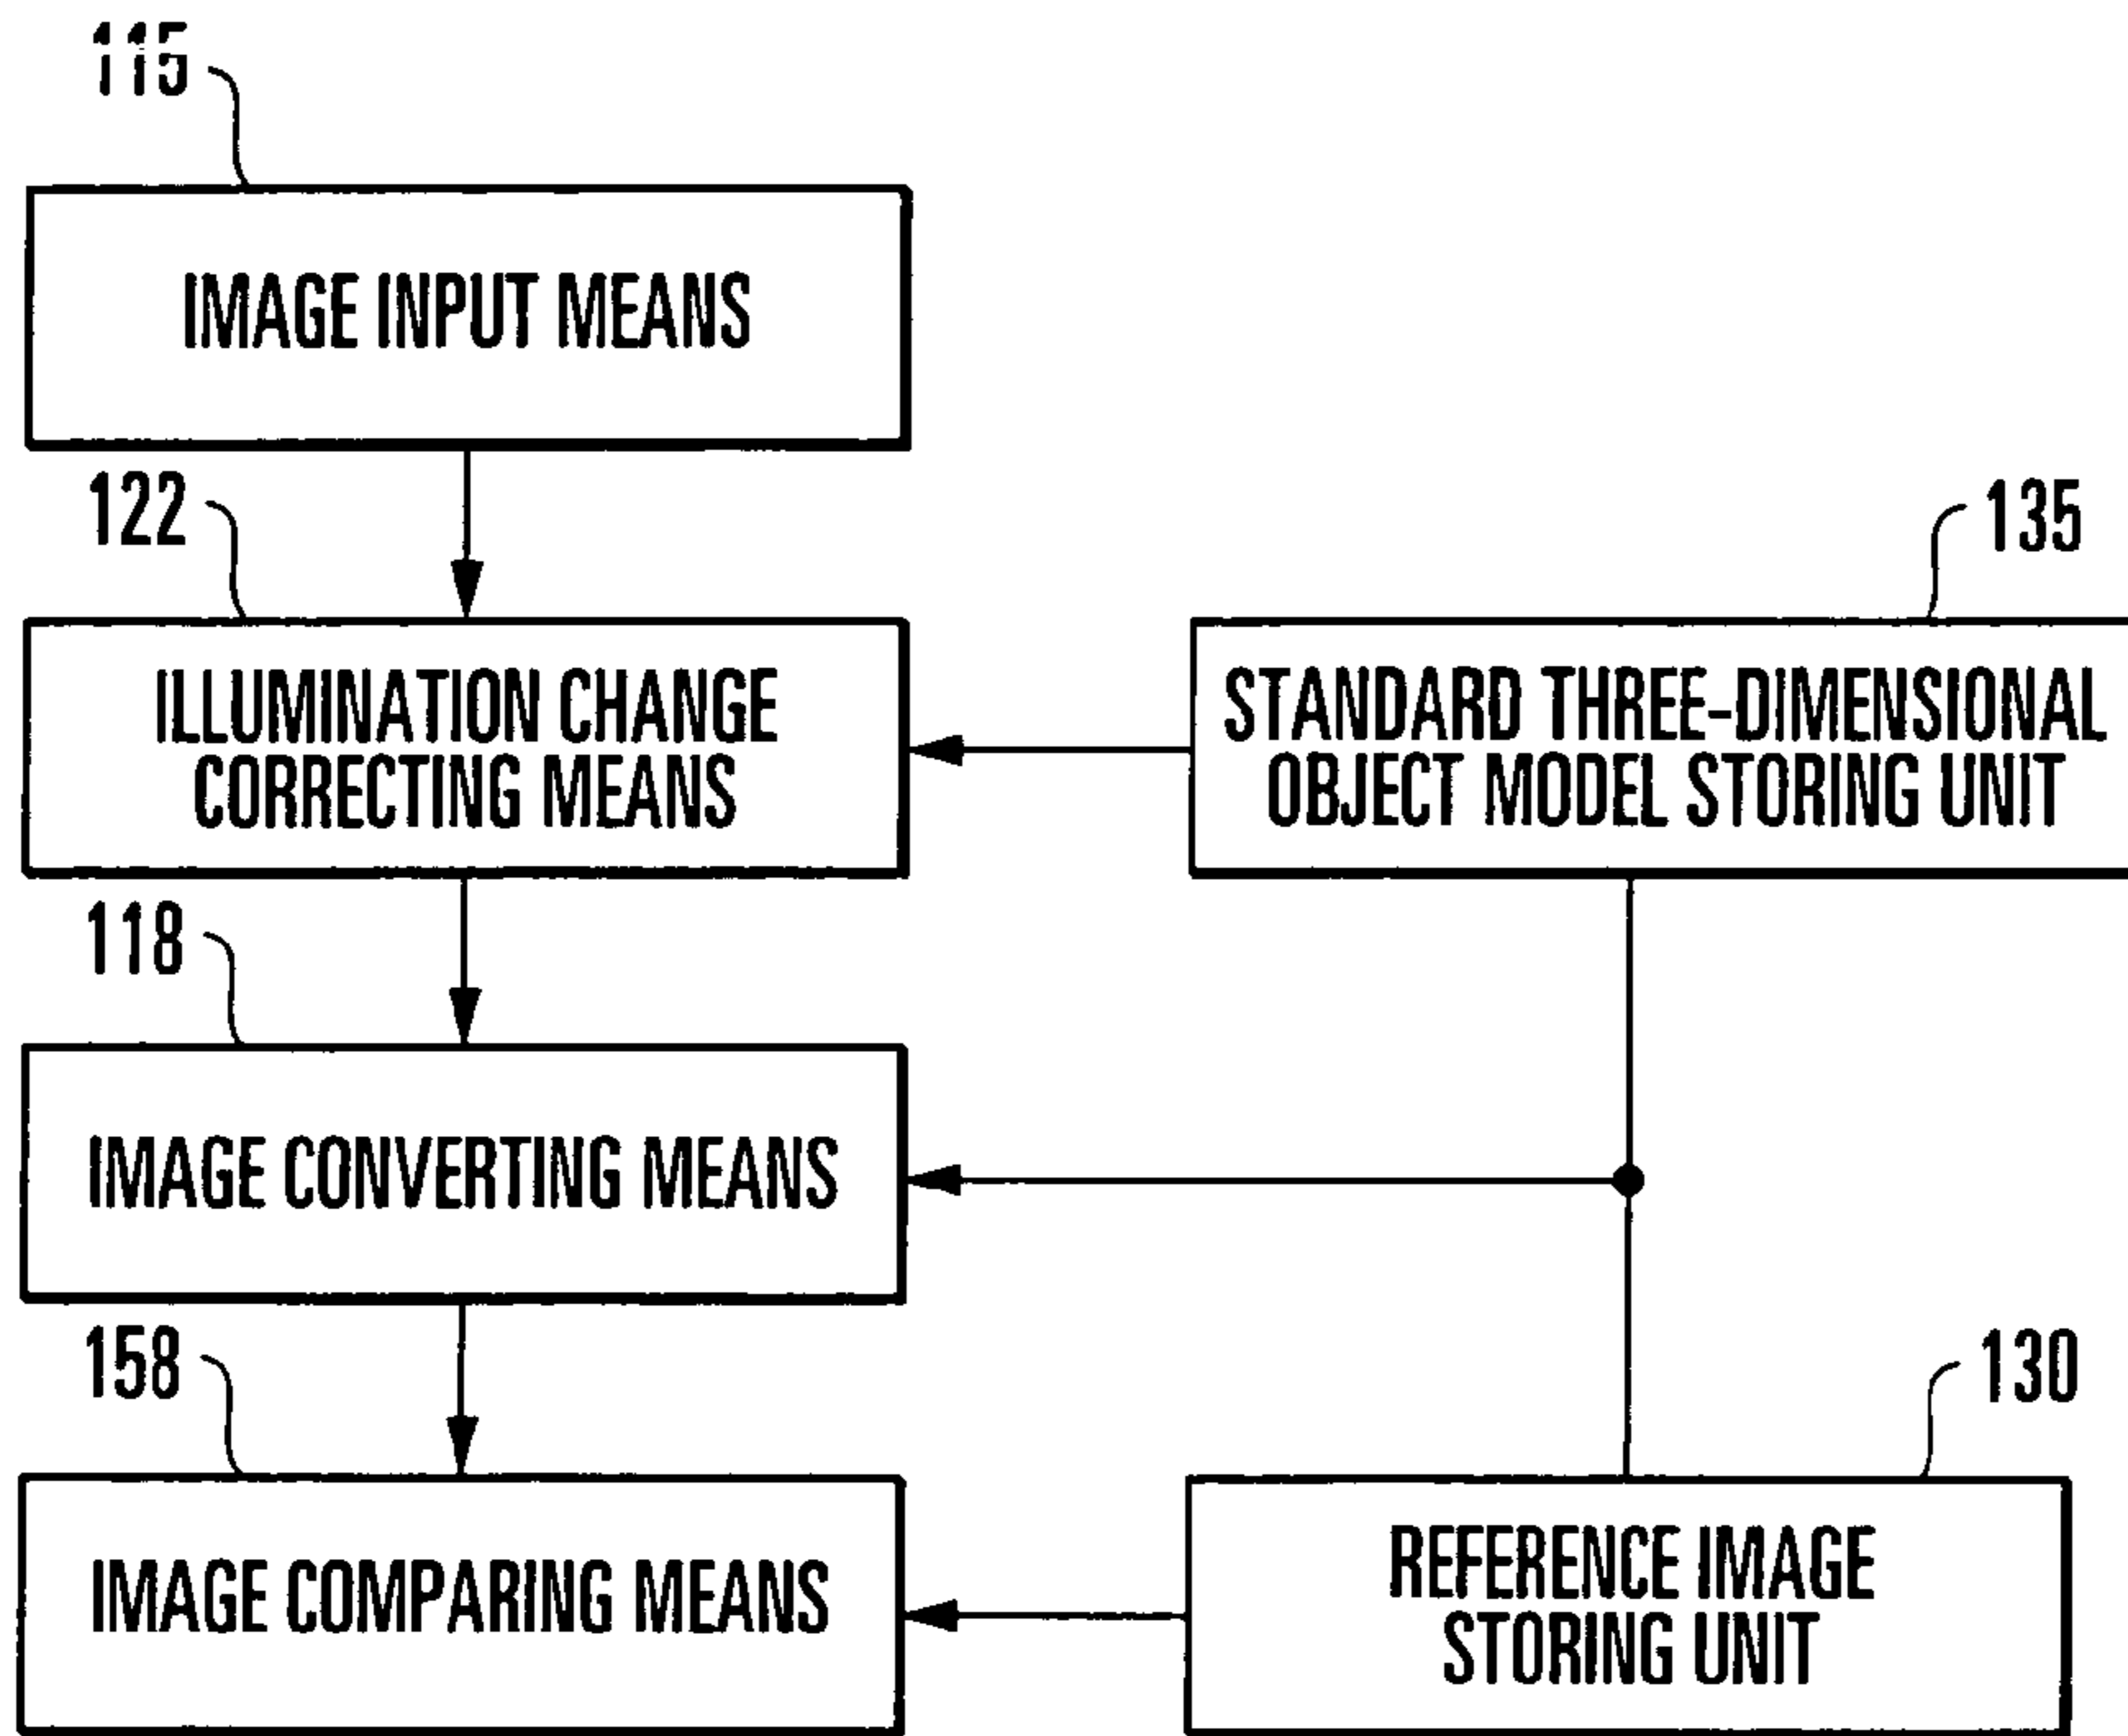 115
IMAGE INPUT MEANS
122
135
ILLUMINATION CHANGE
CORRECTING MEANS
STANDARD THREE-DIMENSIONAL
OBJECT MODEL STORING UNIT
118
IMAGE CONVERTING MEANS
158
130
IMAGE COMPARING MEANS
REFERENCE IMAGE
STORING UNIT